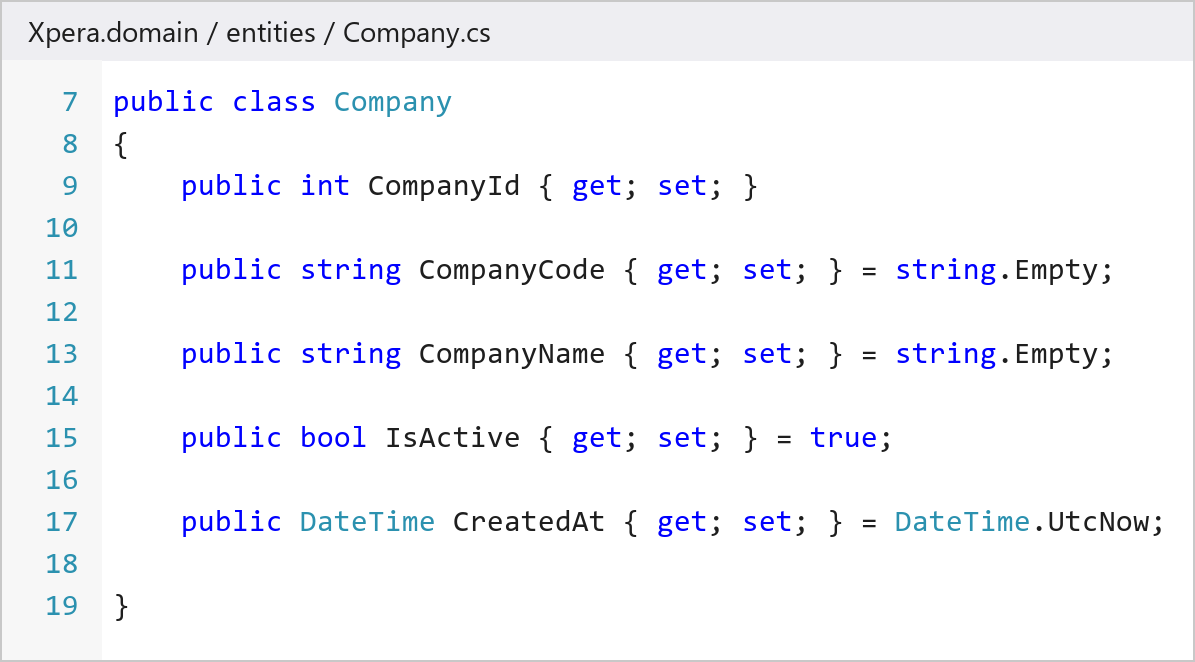 Xpera.domain / entities / Company.cs
7 public class Company
8 {
9     public int CompanyId { get; set; }
10
11     public string CompanyCode { get; set; } = string.Empty;
12
13     public string CompanyName { get; set; } = string.Empty;
14
15     public bool IsActive { get; set; } = true;
16
17     public DateTime CreatedAt { get; set; } = DateTime.UtcNow;
18
19 }